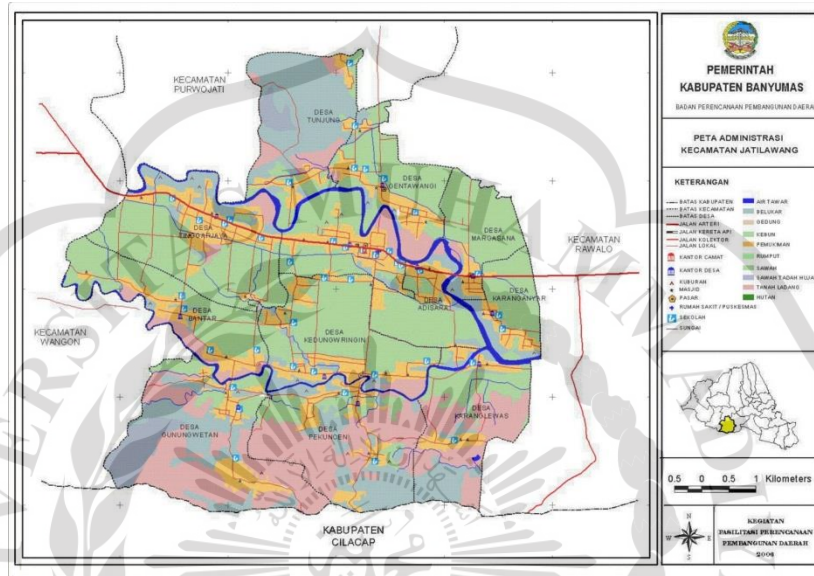 KECAMATAN
PURWOJATI
DESA
TUNJUNG
DESA
GENTAWANGI
DESA
MARGASANA
KECAMATAN
RAWALO
DESA
TINGGARJAYA
DESA
ADISARA
DESA
KARANGANYAR
DESA
BANTAR
DESA
KEDUNGWRINGIN
KECAMATAN
WANGON
DESA
GUNUNGWETAN
DESA
PEKUNCEN
DESA
KARANGLEWAS
KABUPATEN
CILACAP
PEMERINTAH
KABUPATEN BANYUMAS
BADAN PERENCANAAN PEMBANGUNAN DAERA
PETA ADMINISTRASI
KECAMATAN JATILAWANG
KETERANGAN
BATAS KABUPATEN
BATAS KECAMATAN
BATAS DESA
JALAN ARTERI
JALAN KERETA API
JALAN KOLEKTOR
JALAN LOKAL
KANTOR CAMAT
KANTOR DESA
KUBURAN
MASJID
PASAR
RUMAH SAKIT / PUSKESMAS
SEKOLAH
SUNGAI
AIR TAWAR
BELUKAR
GEDUNG
KEBUN
PEMUKIMAN
RUMPUT
SAWAH
SAWAH TADAH HUJA
TANAH LADANG
HUTAN
0.5 0 0.5 1 Kilometers
N
W E
S
KEGIATAN
FASILITASI PERENCANAAN
PEMBANGUNAN DAERAH
UNIVERSITAS MUHAMMADIY